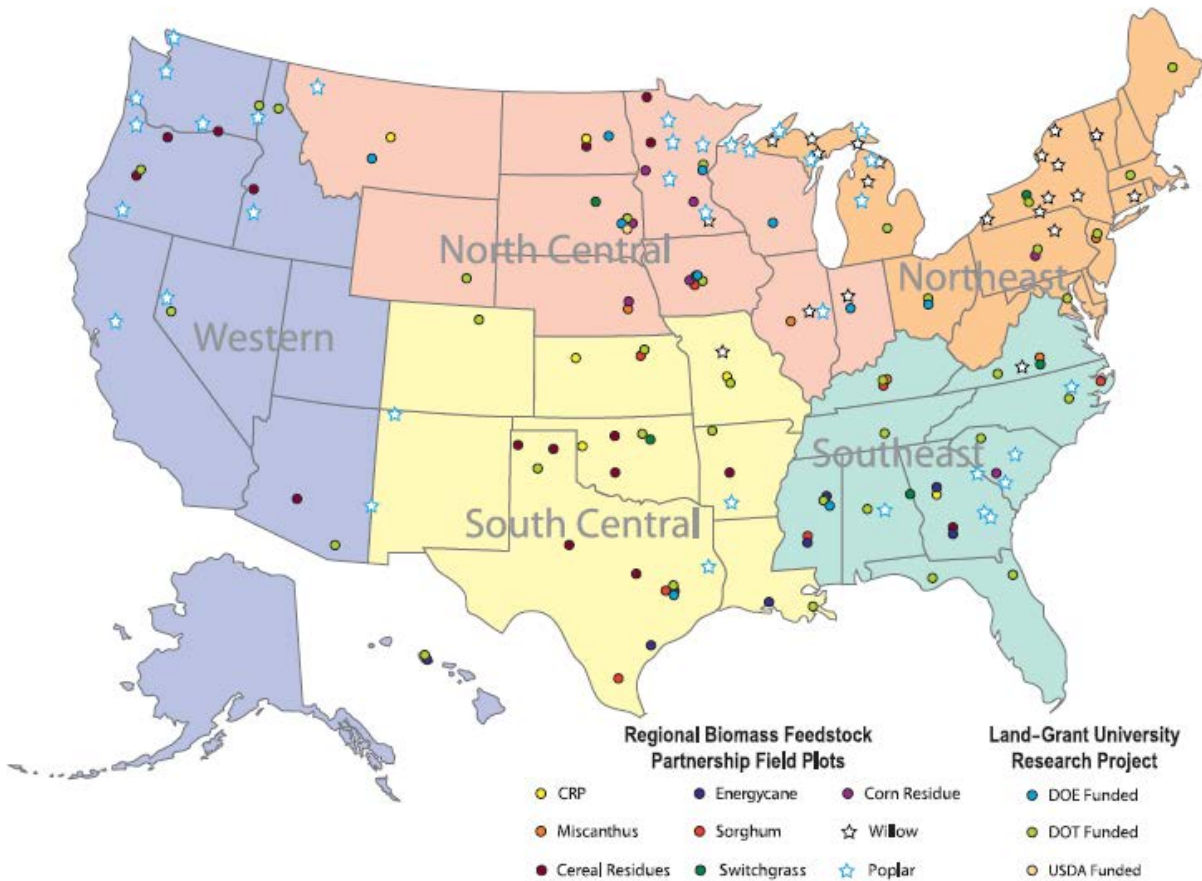 North Central
Northeast
Western
Southeast
South Central
Regional Biomass Feedstock
Partnership Field Plots
Land-Grant University
Research Project
CRP
Energycane
Corn Residue
DOE Funded
Miscanthus
Sorghum
Willow
DOT Funded
Cereal Residues
Switchgrass
Poplar
USDA Funded